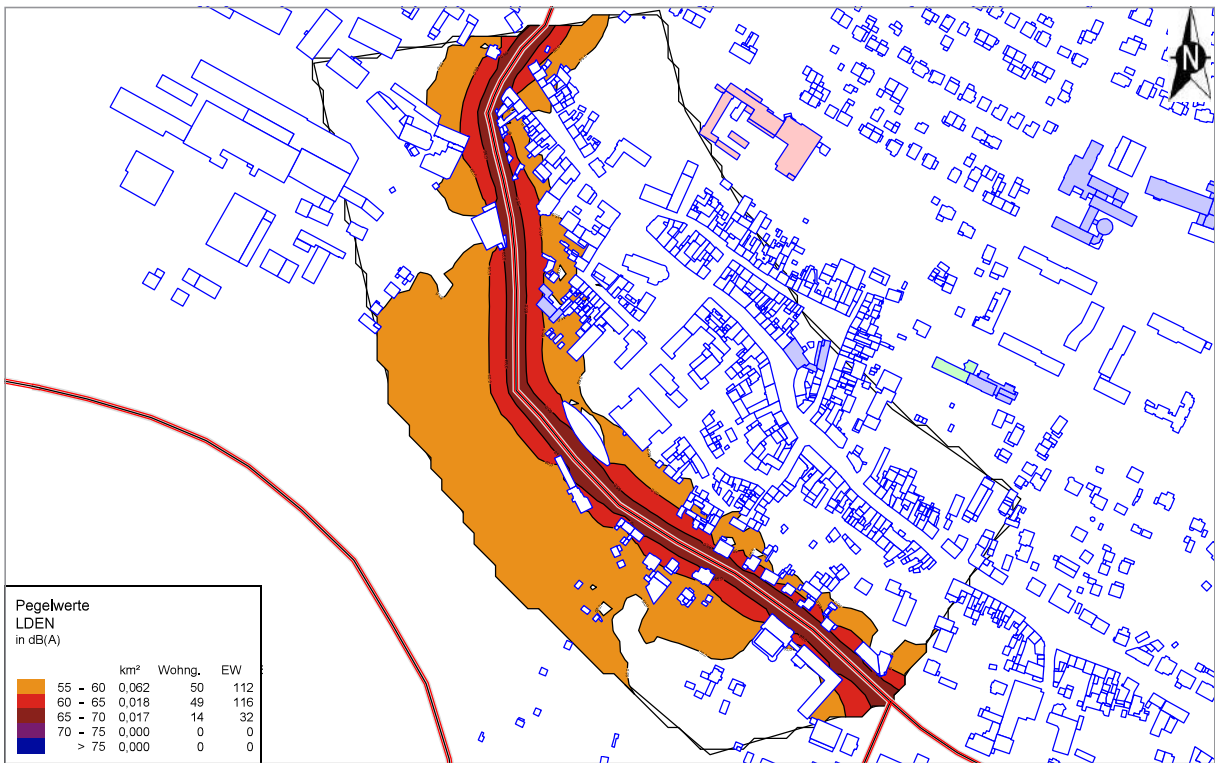 N
Pegelwerte
LDEN
in dB(A)
km² Wohng. EW
55 - 60 0,062 50 112
60 - 65 0,018 49 116
65 - 70 0,017 14 32
70 - 75 0,000 0 0
> 75 0,000 0 0